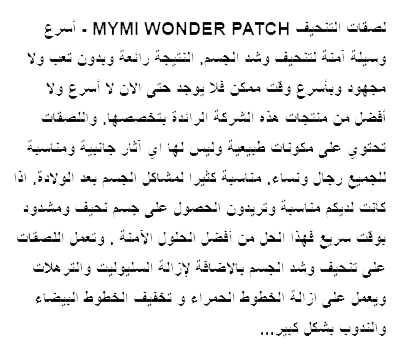 لصقات التنحيف MYMI WONDER PATCH - أسرع
وسيلة آمنة لتنحيف وشد الجسم. النتيجة رائعة وبدون تعب ولا
مجهود وبأسرع وقت ممكن فلا يوجد حتى الان لا أسرع ولا
أفضل من منتجات هذه الشركة الرائدة بتخصصها. واللصقات
تحتوي على مكونات طبيعية وليس لها اي آثار جانبية ومناسبة
للجميع رجال ونساء. مناسبة كثيرا لمشاكل الجسم بعد الولادة. اذا
كانت لديكم مناسبة وتريدون الحصول على جسم نحيف ومشدود
بوقت سريع فهذا الحل من أفضل الحلول الآمنة . وتعمل اللصقات
على تنحيف وشد الجسم بالاضافة لإزالة السليوليت والترهلات
ويعمل على ازالة الخطوط الحمراء و تخفيف الخطوط البيضاء
والندوب بشكل كبير...